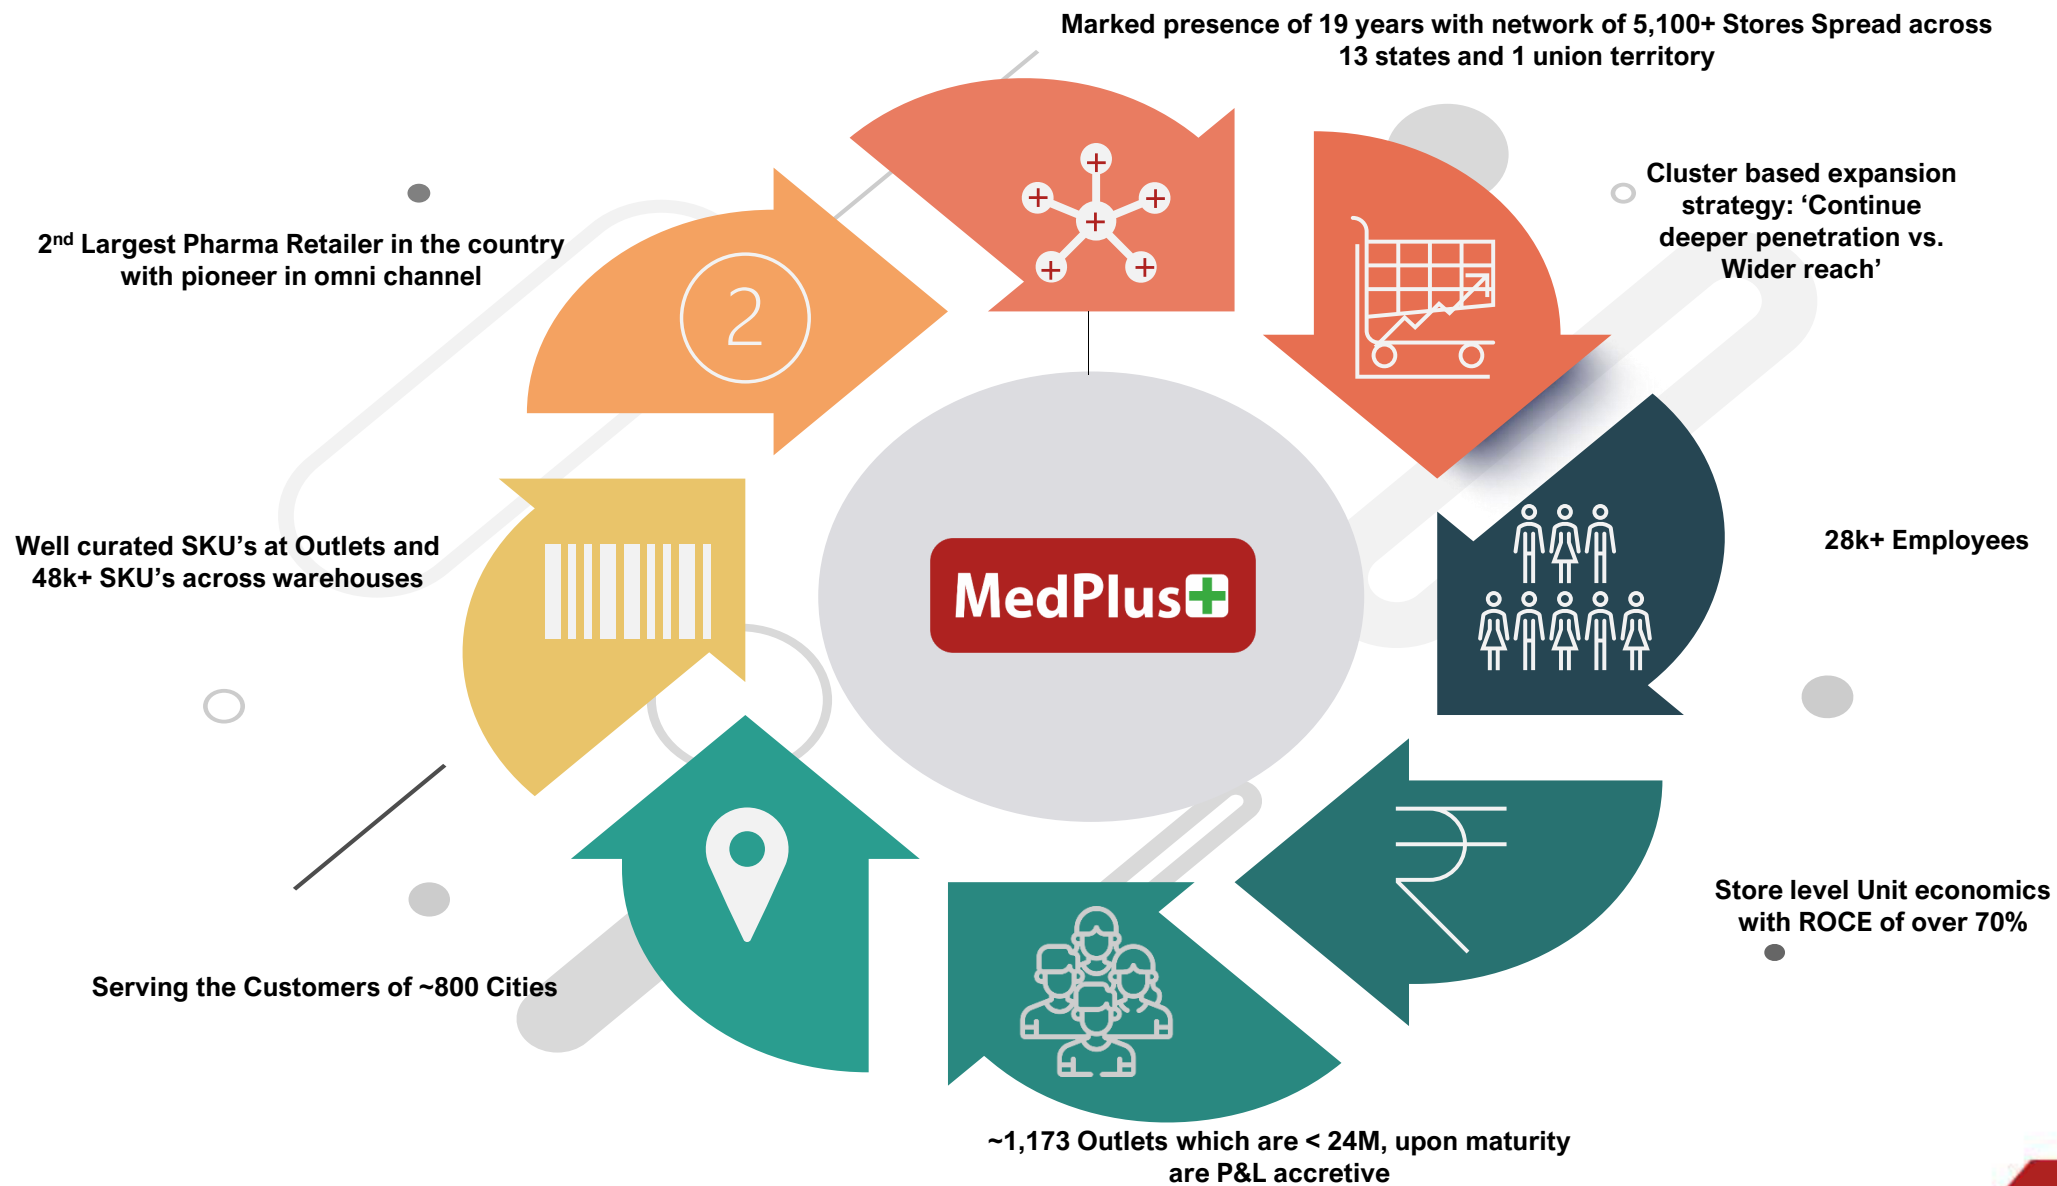 Marked presence of 19 years with network of 5,100+ Stores Spread across
13 states and 1 union territory
Cluster based expansion
strategy: ‘Continue
deeper penetration vs.
Wider reach’
2nd Largest Pharma Retailer in the country
with pioneer in omni channel
2
Well curated SKU’s at Outlets and
48k+ SKU’s across warehouses
MedPlus
28k+ Employees
Store level Unit economics
with ROCE of over 70%
Serving the Customers of ~800 Cities
~1,173 Outlets which are < 24M, upon maturity
are P&L accretive